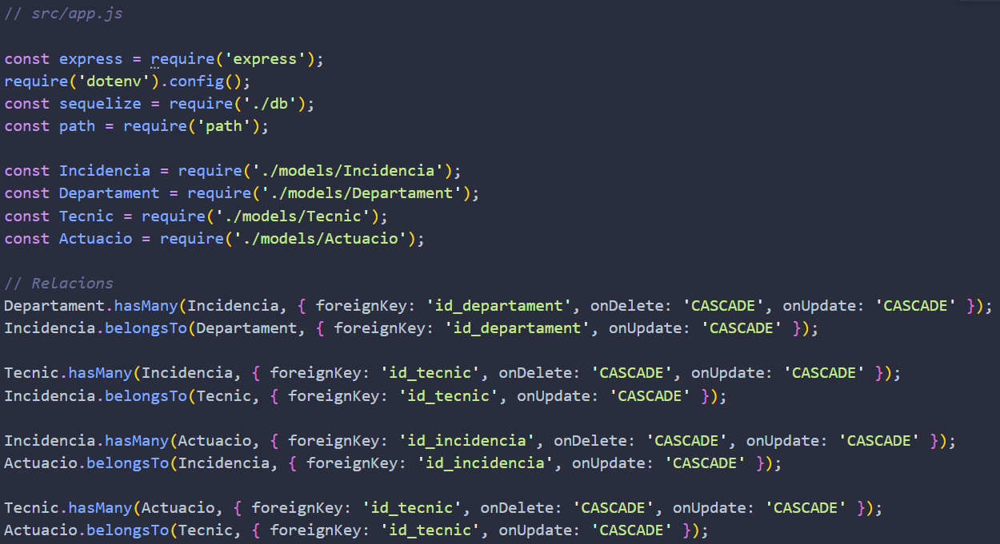 // src/app.js
const express = require('express');
require('dotenv').config();
const sequelize = require('./db');
const path = require('path');
const Incidencia = require('./models/Incidencia');
const Departament = require('./models/Departament');
const Tecnic = require('./models/Tecnic');
const Actuacio = require('./models/Actuacio');
// Relacions
Departament.hasMany(Incidencia, { foreignKey: 'id_departament', onDelete: 'CASCADE', onUpdate: 'CASCADE' });
Incidencia.belongsTo(Departament, { foreignKey: 'id_departament', onUpdate: 'CASCADE' });
Tecnic.hasMany(Incidencia, { foreignKey: 'id_tecnic', onDelete: 'CASCADE', onUpdate: 'CASCADE' });
Incidencia.belongsTo(Tecnic, { foreignKey: 'id_tecnic', onUpdate: 'CASCADE' });
Incidencia.hasMany(Actuacio, { foreignKey: 'id_incidencia', onDelete: 'CASCADE', onUpdate: 'CASCADE' });
Actuacio.belongsTo(Incidencia, { foreignKey: 'id_incidencia', onUpdate: 'CASCADE' });
Tecnic.hasMany(Actuacio, { foreignKey: 'id_tecnic', onDelete: 'CASCADE', onUpdate: 'CASCADE' });
Actuacio.belongsTo(Tecnic, { foreignKey: 'id_tecnic', onUpdate: 'CASCADE' });